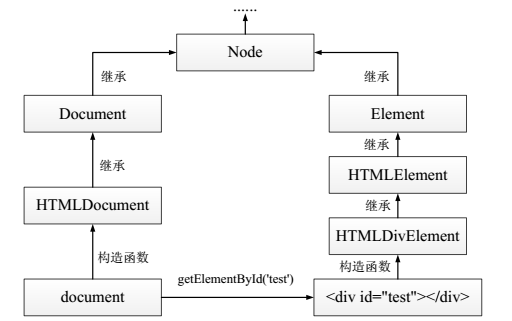 ......
Node
继承
继承
Document
Element
继承
继承
HTMLElement
HTMLDocument
继承
HTMLDivElement
构造函数
构造函数
getElementById('test')
document
<div id="test"></div>